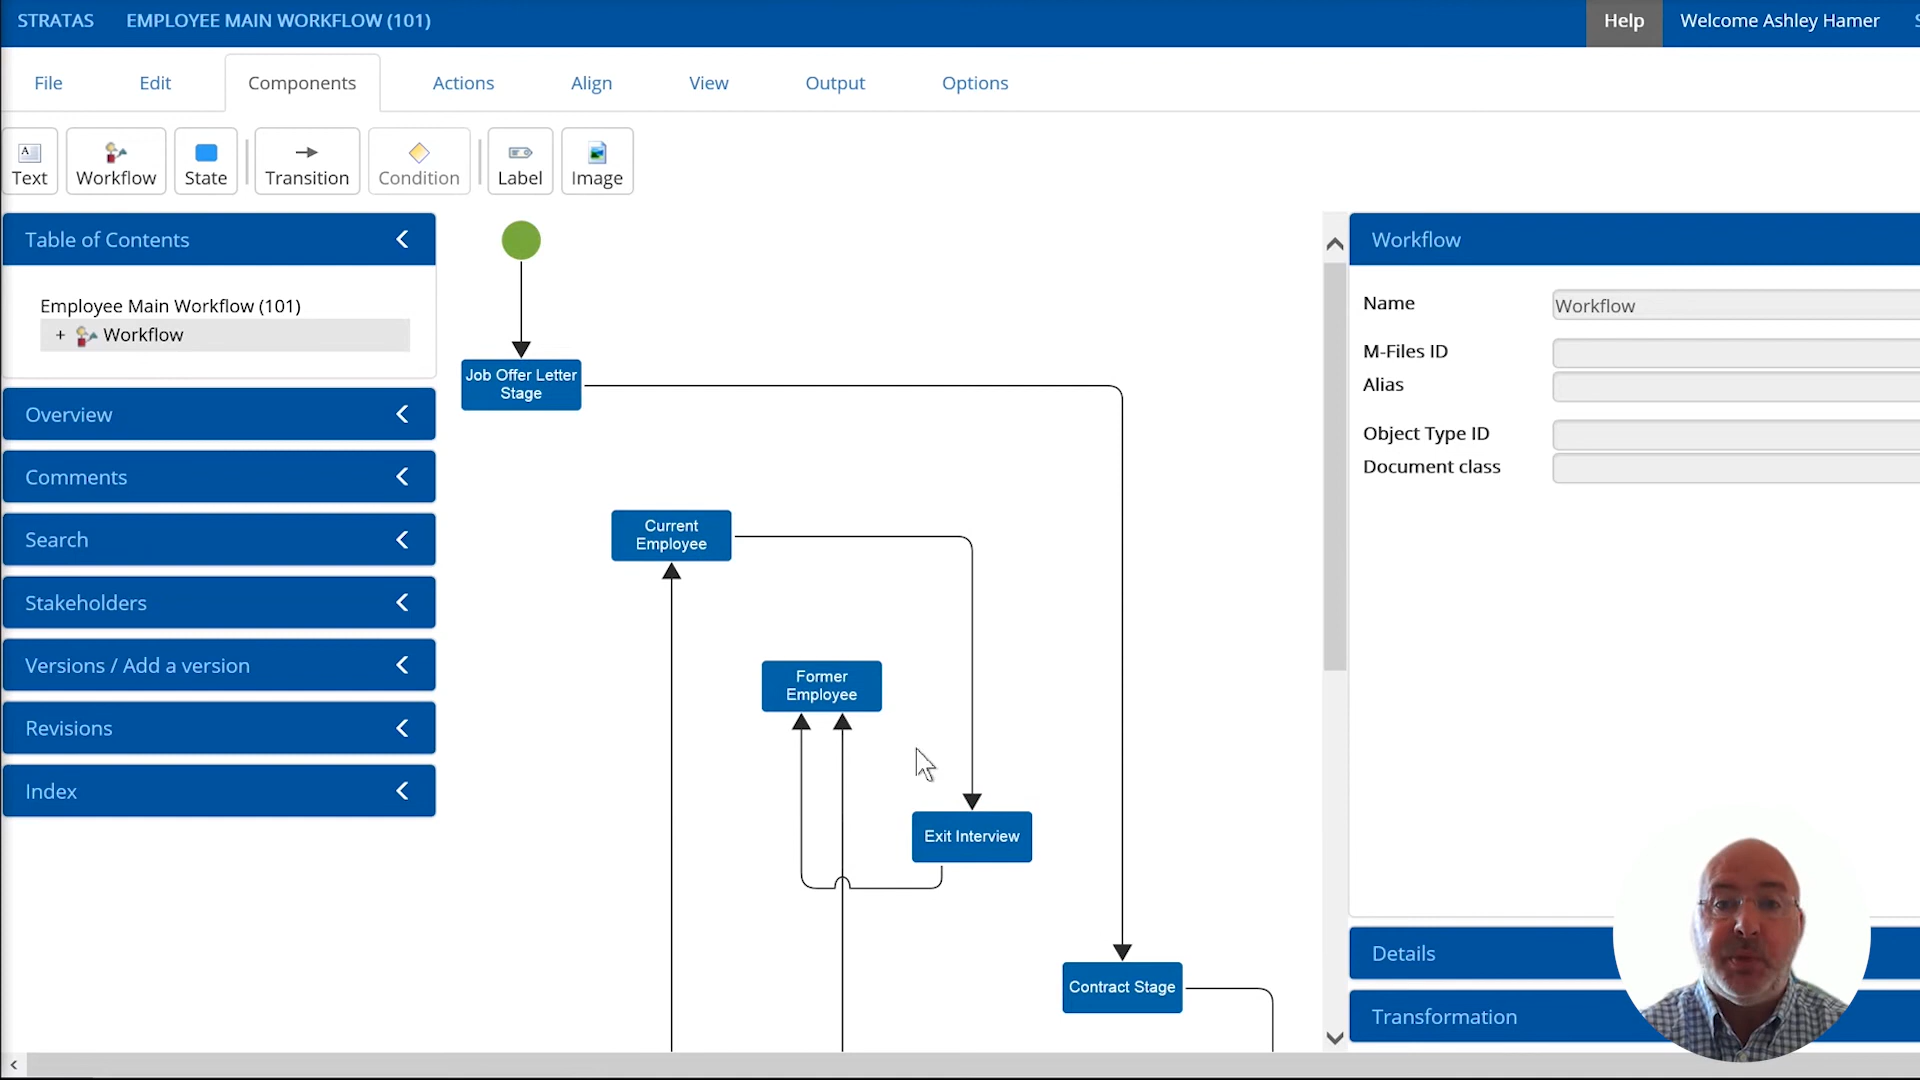 STRATAS EMPLOYEE MAIN WORKFLOW (101) Help Welcome Ashley Hamer
File Edit Components Actions Align View Output Options
A
Text Workflow State Transition Condition Label Image
Table of Contents
Employee Main Workflow (101)
+ Workflow
Overview
Comments
Search
Stakeholders
Versions / Add a version
Revisions
Index
Job Offer Letter
Stage
Current
Employee
Former
Employee
Exit Interview
Contract Stage
Workflow
Name Workflow
M-Files ID
Alias
Object Type ID
Document class
Details
Transformation